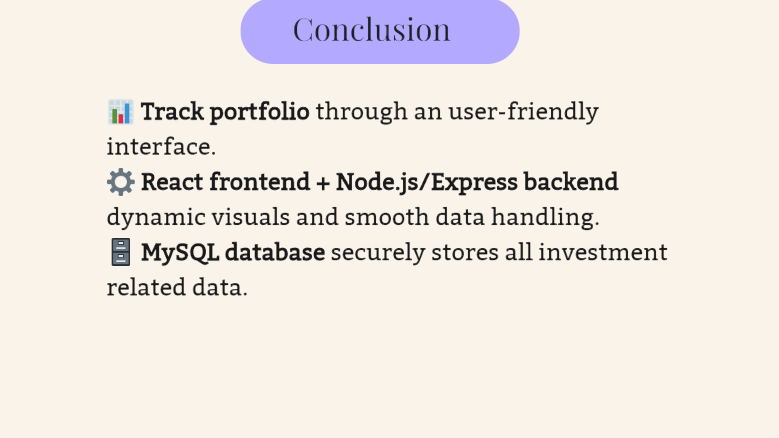 Conclusion
📊 Track portfolio through an user-friendly
interface.
⚙️ React frontend + Node.js/Express backend
dynamic visuals and smooth data handling.
🗄️ MySQL database securely stores all investment
related data.